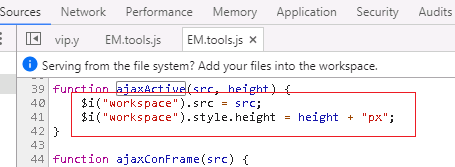 Sources Performance Memory Application Security Audits
vip.y EM.tools.js EM.tools.js ×
Serving from the file system? Add your files into the workspace.
39 function ajaxActive(src, height) {
40 $i("workspace").src = src;
41 $i("workspace").style.height = height + "px";
42 }
43
44 function ajaxConFrame(src) {